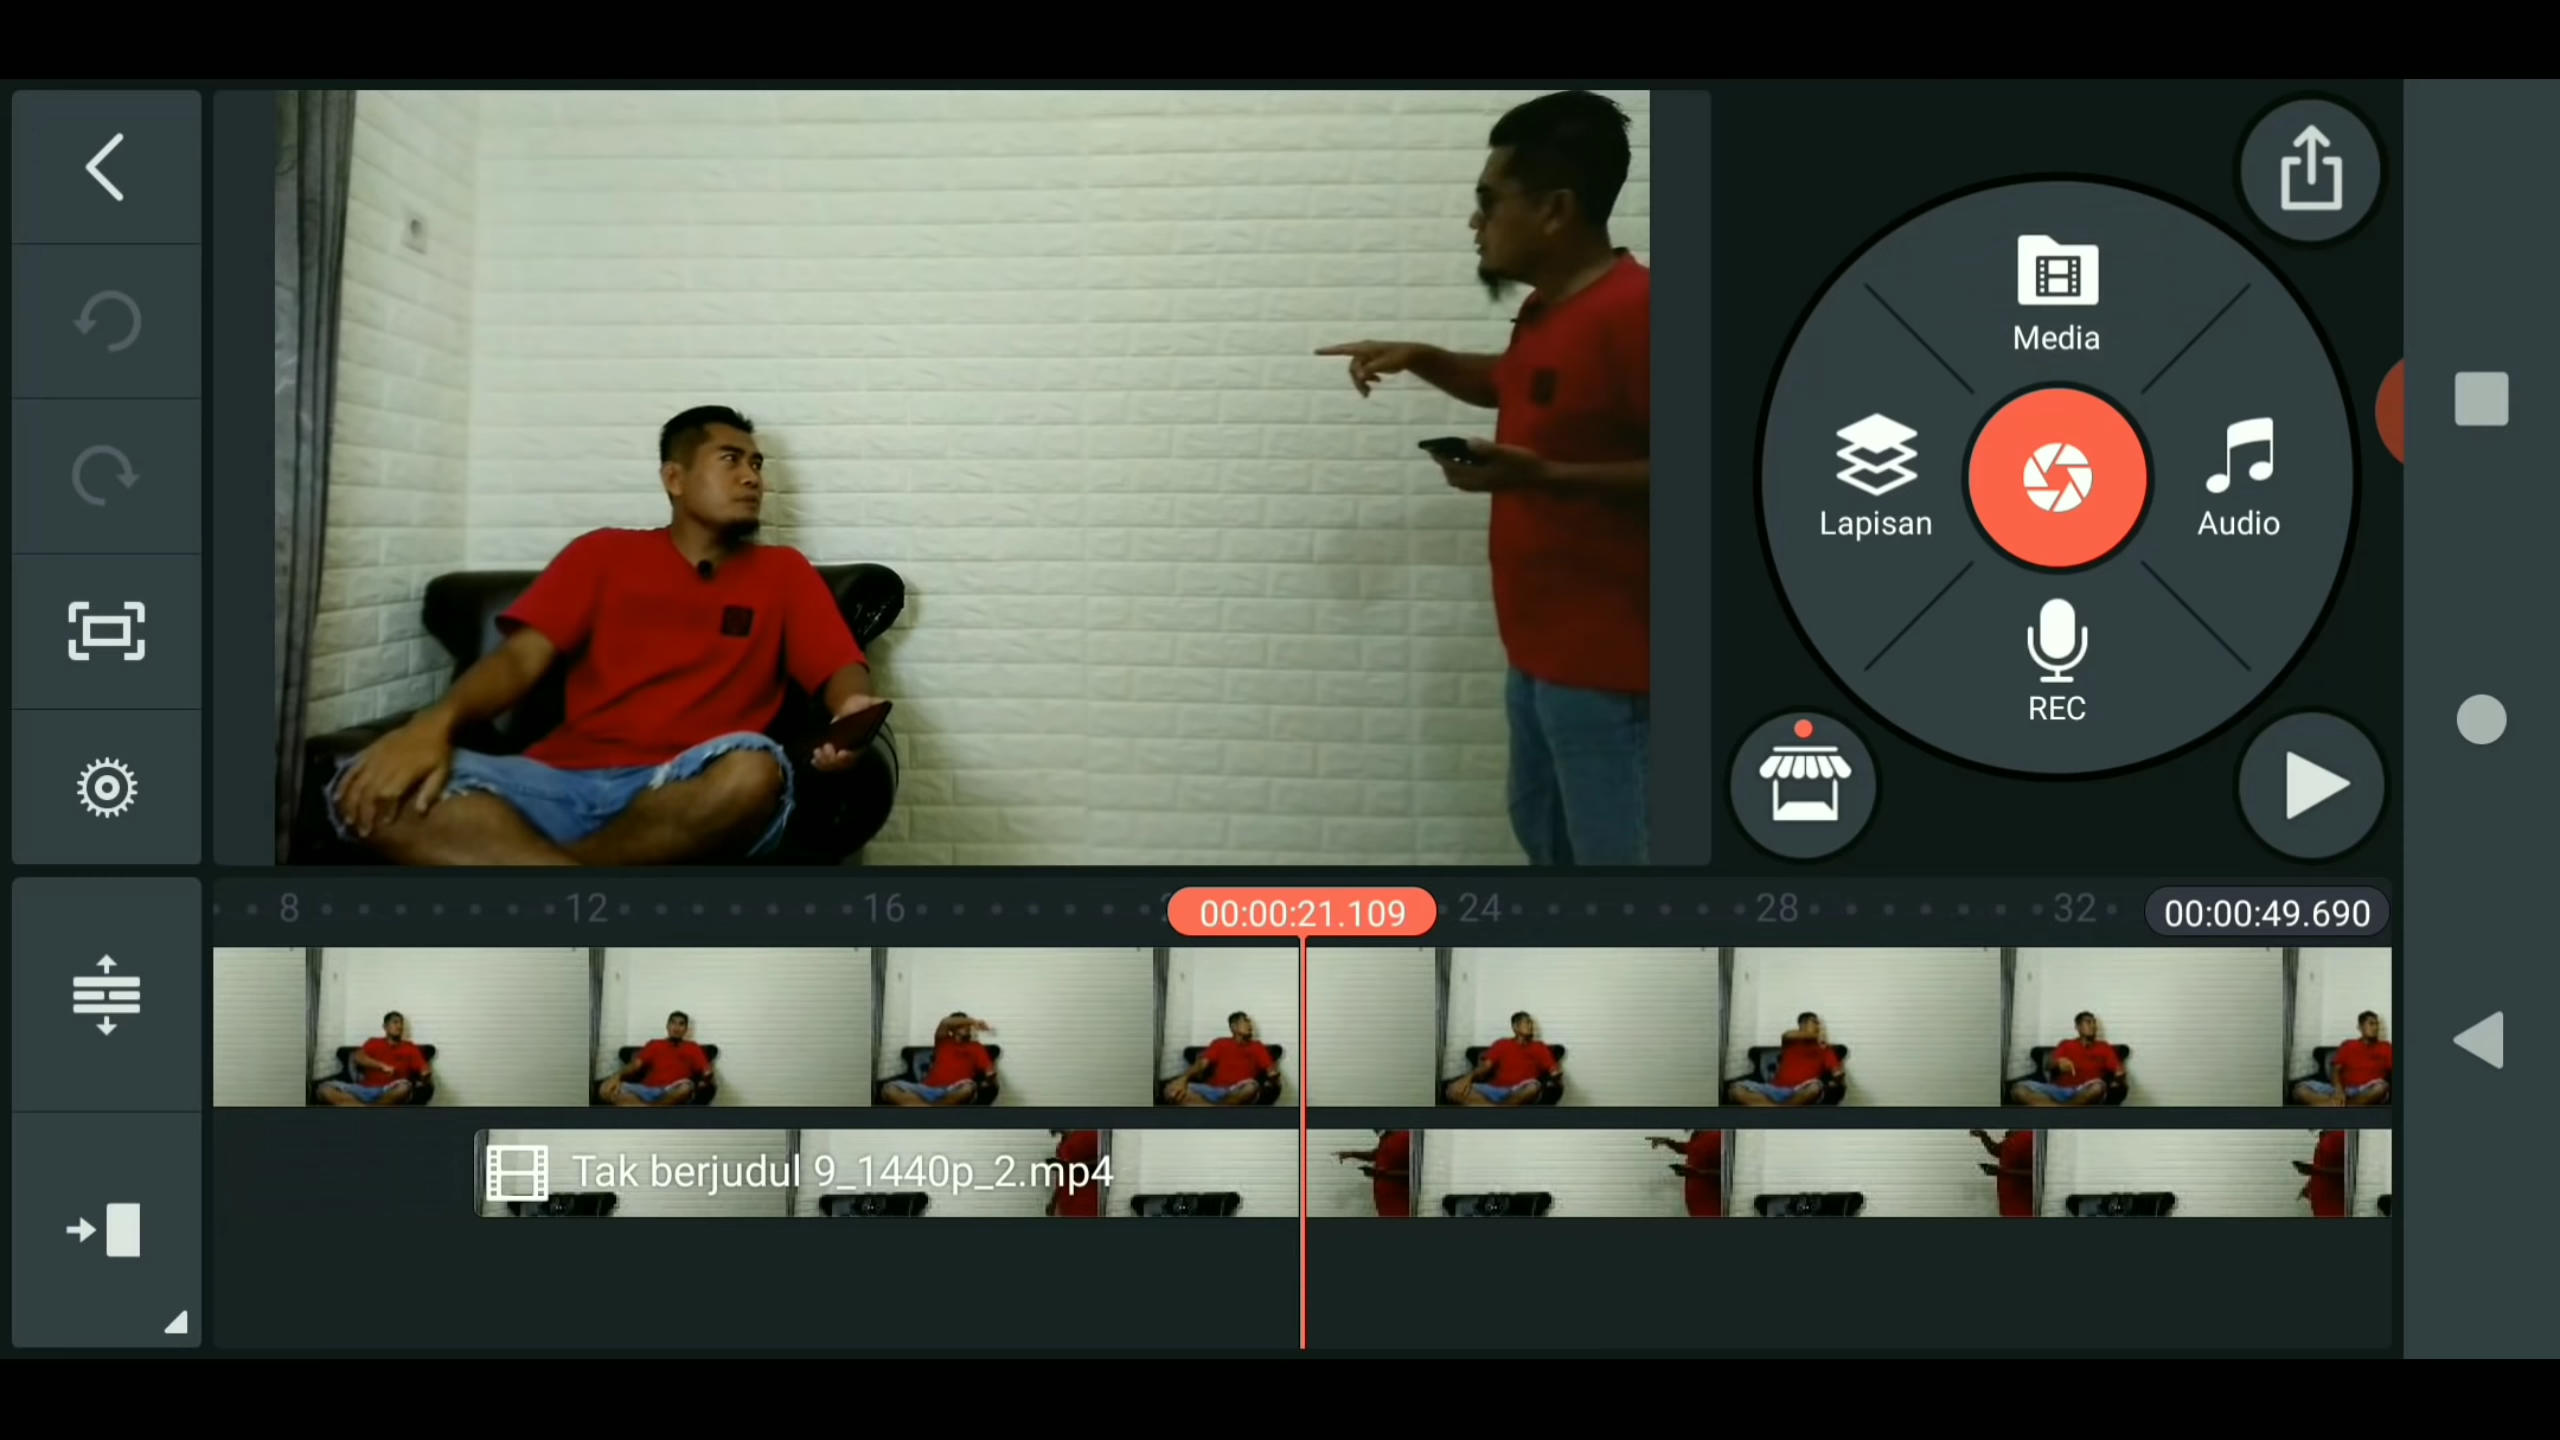 Media
Lapisan
Audio
REC
8 12 16 00:00:21.109 24 28 32 00:00:49.690
Tak berjudul 9_1440p_2.mp4